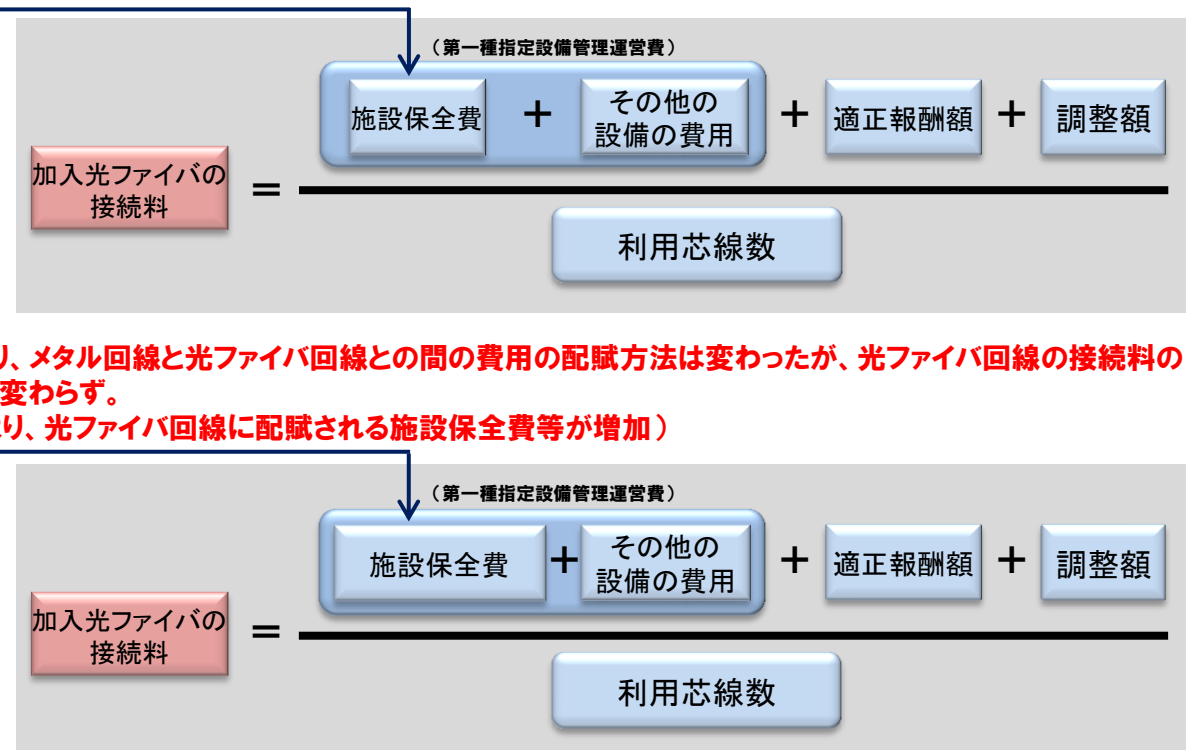 （第一種指定設備管理運営費）
施設保全費 ＋ その他の
設備の費用 ＋ 適正報酬額 ＋ 調整額
加入光ファイバの
接続料
＝
利用芯線数
り、メタル回線と光ファイバ回線との間の費用の配賦方法は変わったが、光ファイバ回線の接続料の
変わらず。
り、光ファイバ回線に配賦される施設保全費等が増加）
（第一種指定設備管理運営費）
施設保全費 ＋ その他の
設備の費用 ＋ 適正報酬額 ＋ 調整額
加入光ファイバの
接続料
＝
利用芯線数